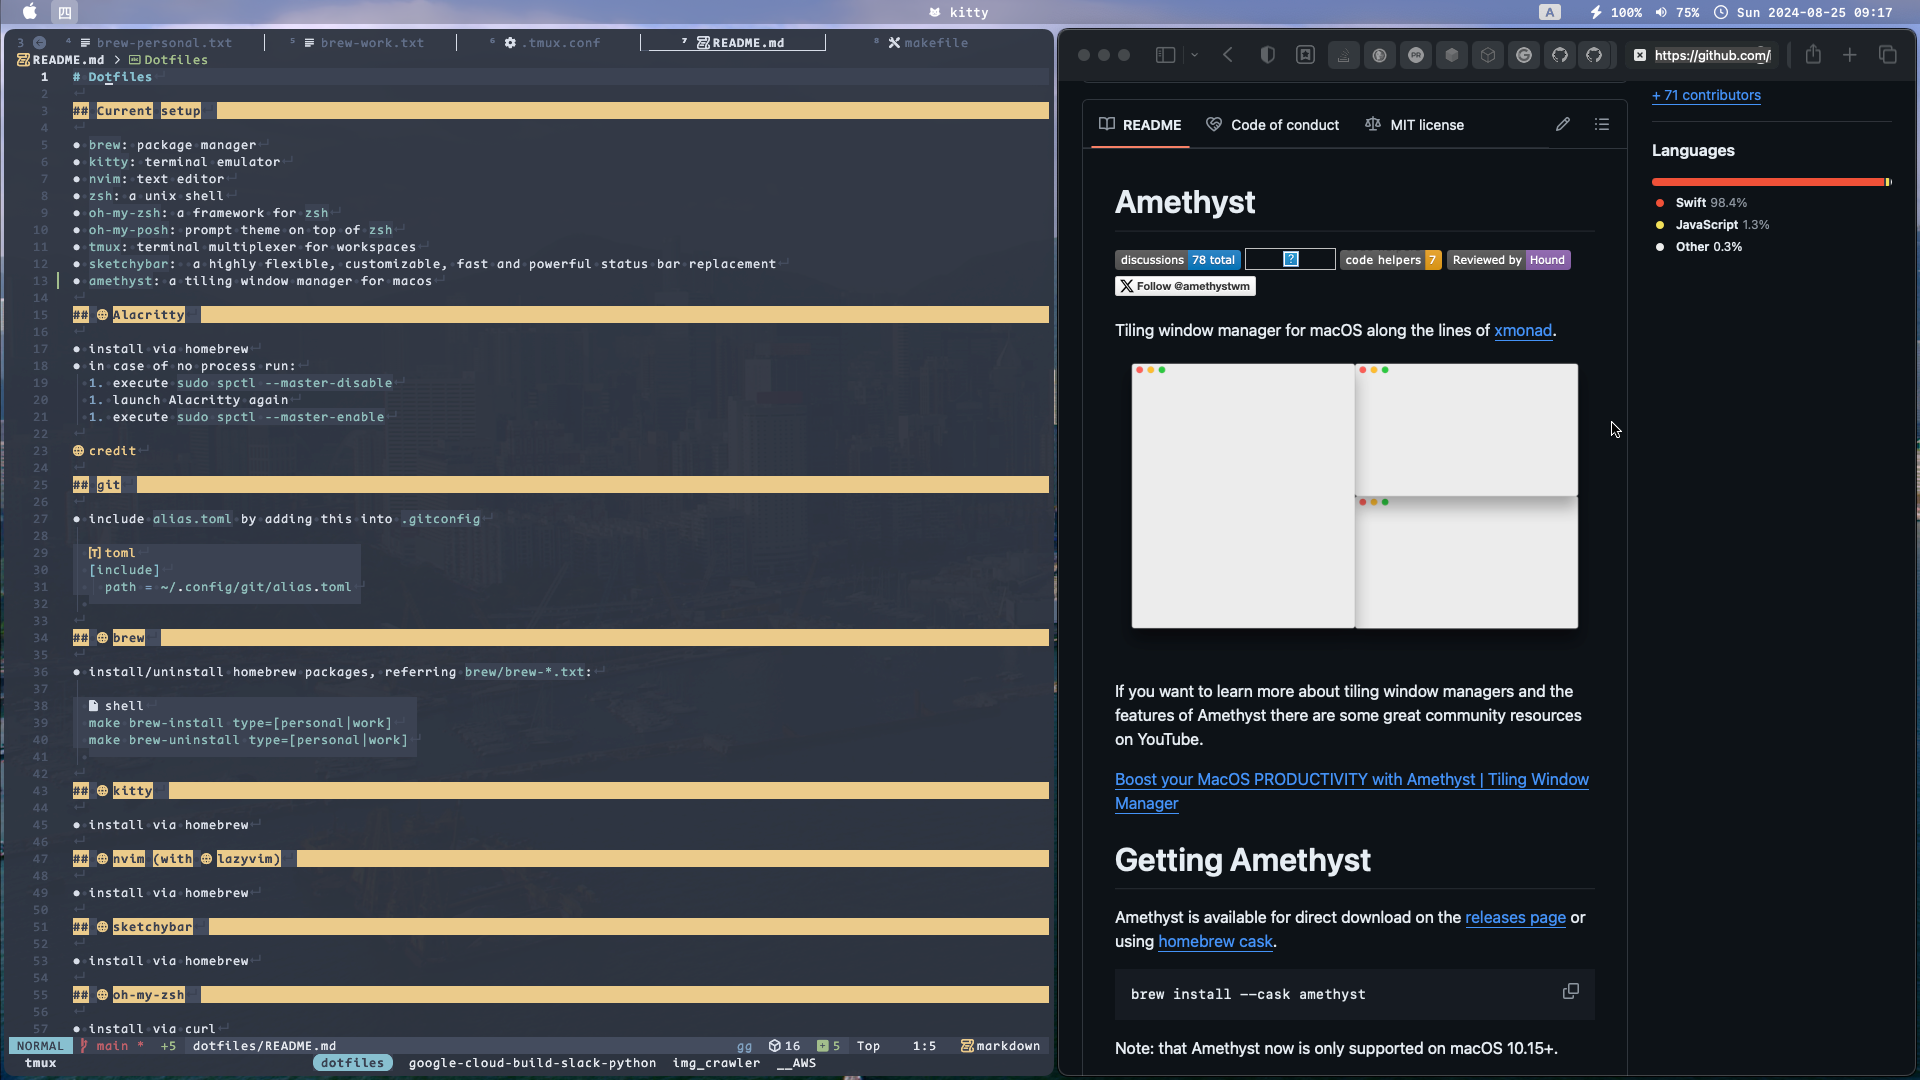 四
kitty
A
100%
75%
Sun 2024-08-25 09:17
3
4 brew-personal.txt
5 brew-work.txt
6 .tmux.conf
7 README.md
8 makefile
README.md > Dotfiles
1 # Dotfiles
2
3 ## Current setup
4
5 brew: package manager
6 kitty: terminal emulator
7 nvim: text editor
8 zsh: a unix shell
9 oh-my-zsh: a framework for zsh
10 oh-my-posh: prompt theme on top of zsh
11 tmux: terminal multiplexer for workspaces
12 sketchybar: a highly flexible, customizable, fast and powerful status bar replacement
13 amethyst: a tiling window manager for macos
14
15 ## Alacritty
16
17 install via homebrew
18 in case of no process run:
19 1. execute sudo spctl --master-disable
20 1. launch Alacritty again
21 1. execute sudo spctl --master-enable
22
23 credit
24
25 ## git
26
27 include alias.toml by adding this into .gitconfig
28
29 [T] toml
30 [include]
31 path = ~/.config/git/alias.toml
32
33
34 ## brew
35
36 install/uninstall homebrew packages, referring brew/brew-*.txt:
37
38 shell
39 make brew-install type=[personal|work]
40 make brew-uninstall type=[personal|work]
41
42
43 ## kitty
44
45 install via homebrew
46
47 ## nvim (with lazyvim)
48
49 install via homebrew
50
51 ## sketchybar
52
53 install via homebrew
54
55 ## oh-my-zsh
56
57 install via curl
NORMAL main * +5 dotfiles/README.md gg 16 5 Top 1:5 markdown
tmux dotfiles google-cloud-build-slack-python img_crawler __AWS
https://github.com/
+ 71 contributors
README
Code of conduct
MIT license
Languages
Swift 98.4%
JavaScript 1.3%
Other 0.3%
Amethyst
discussions 78 total
?
code helpers 7
Reviewed by Hound
X Follow @amethystwm
Tiling window manager for macOS along the lines of xmonad.
If you want to learn more about tiling window managers and the
features of Amethyst there are some great community resources
on YouTube.
Boost your MacOS PRODUCTIVITY with Amethyst | Tiling Window
Manager
Getting Amethyst
Amethyst is available for direct download on the releases page or
using homebrew cask.
brew install --cask amethyst
Note: that Amethyst now is only supported on macOS 10.15+.